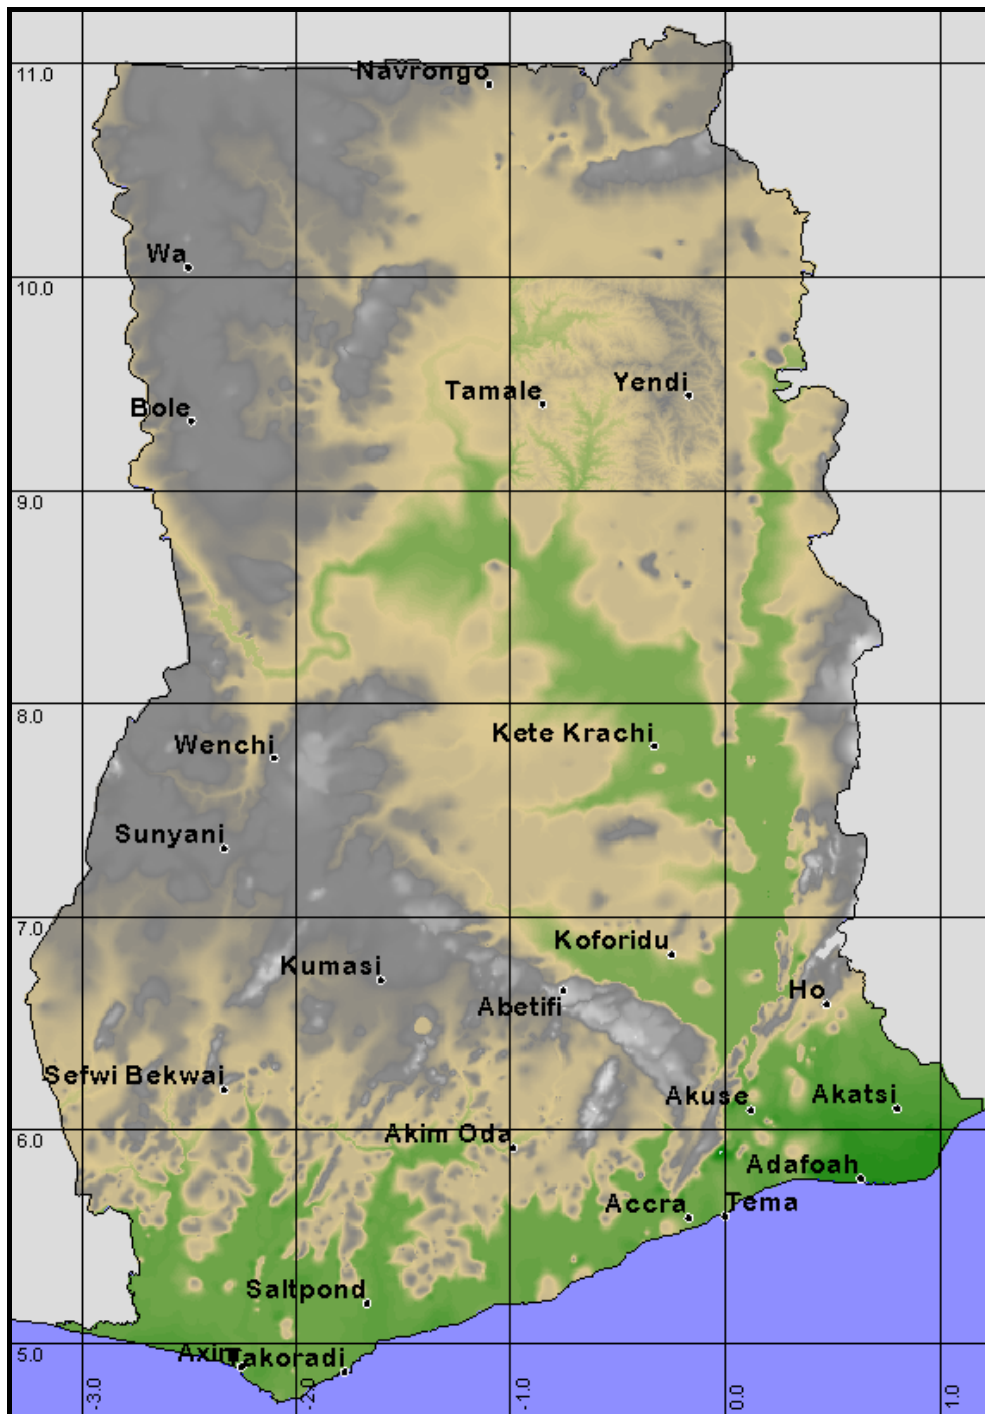 11.0
Navrongo
Wa
10.0
Bole
Tamale
Yendi
9.0
8.0
Wenchi
Kete Krachi
Sunyani
7.0
Kumasi
Koforidu
Abetifi
Ho
Sefwi Bekwai
Akuse
Akatsi
6.0
Akim Oda
Adafoah
Accra
Tema
Saltpond
5.0
Axim
Takoradi
-3.0
-2.0
-1.0
0.0
1.0